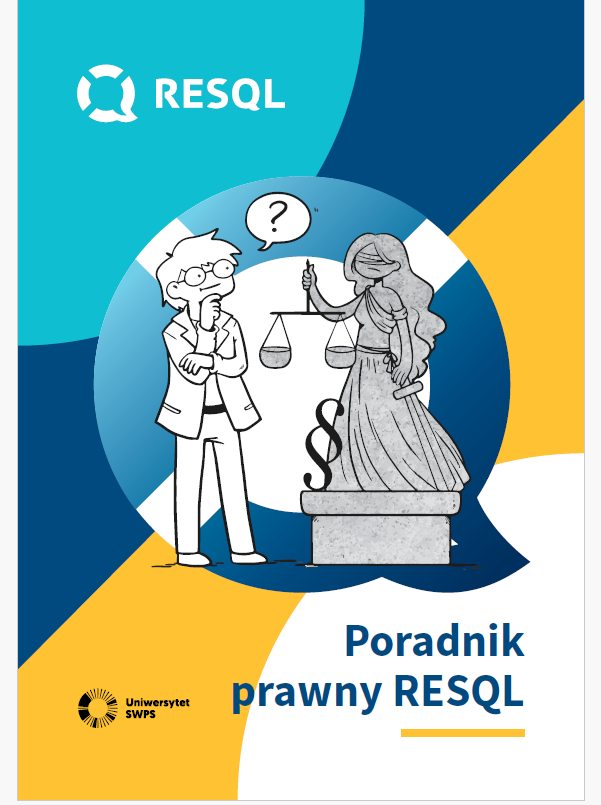 RESQL
?
§
Poradnik
prawny RESQL
Uniwersytet
SWPS